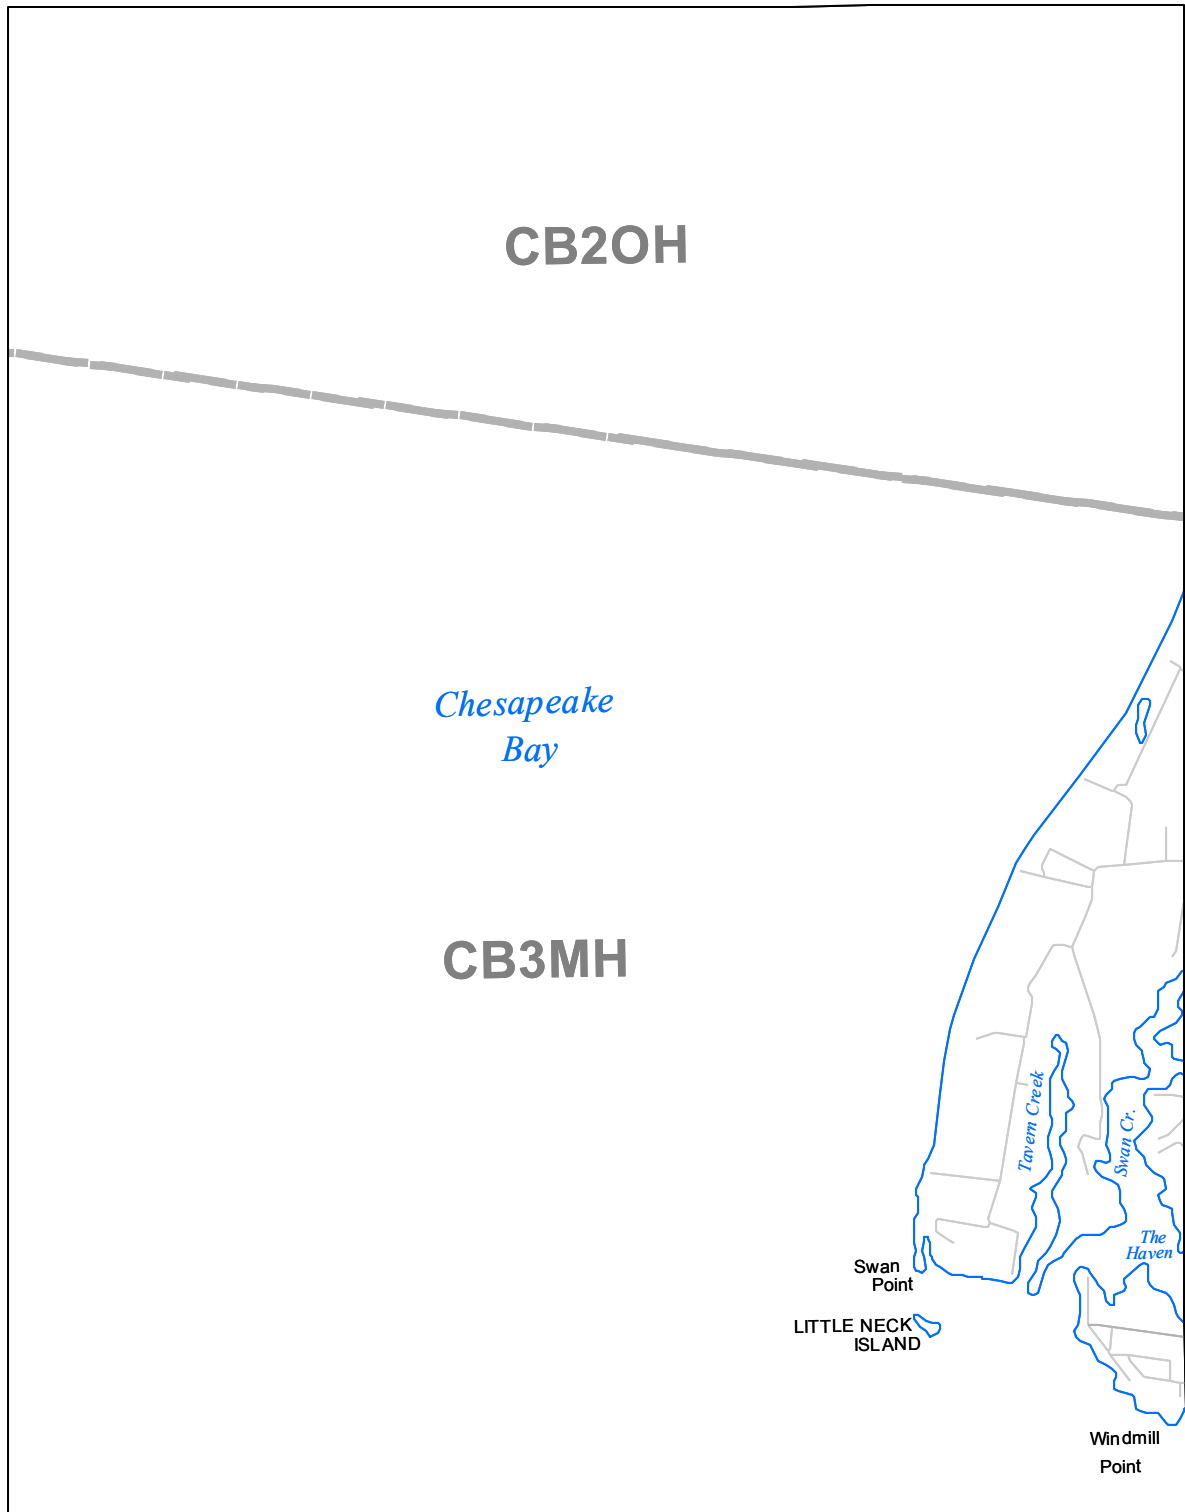 CB2OH
Chesapeake
Bay
CB3MH
Tavern Creek
Swan Cr.
The
Haven
Swan
Point
LITTLE NECK
ISLAND
Windmill
Point